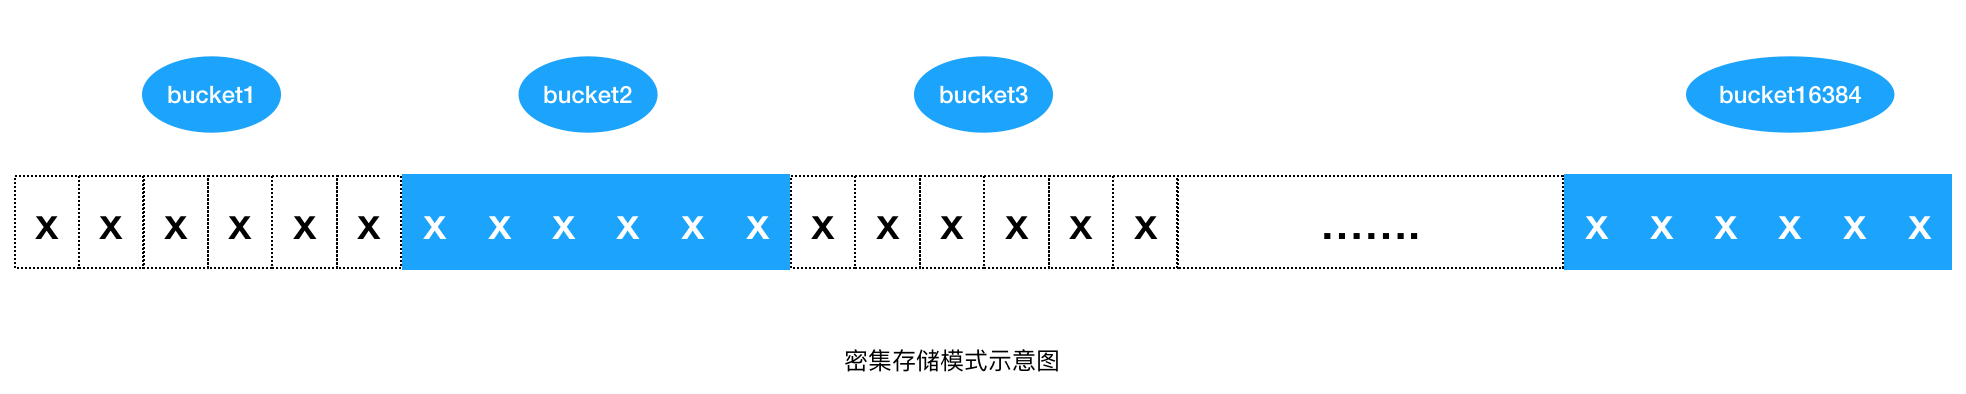 bucket1 bucket2 bucket3 bucket16384
x x x x x x x x x x x x x x x x x x ....... x x x x x x
密集存储模式示意图